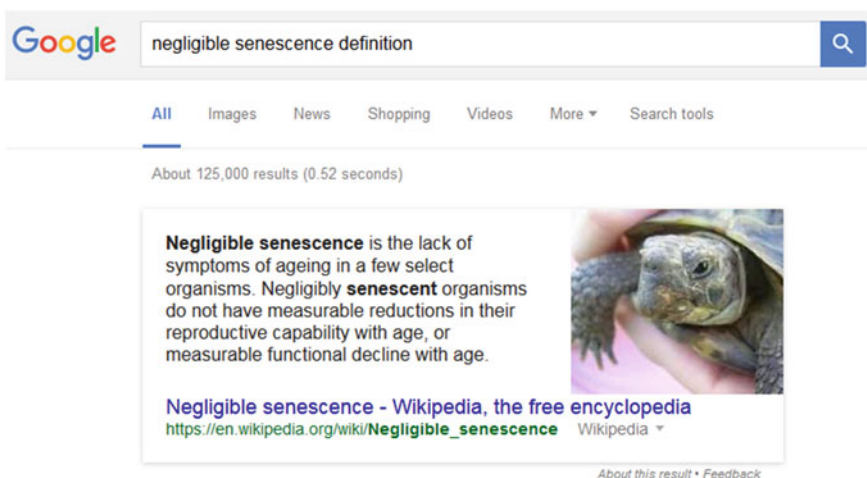 Google
negligible senescence definition
All Images News Shopping Videos More Search tools
About 125,000 results (0.52 seconds)
Negligible senescence is the lack of
symptoms of ageing in a few select
organisms. Negligibly senescent organisms
do not have measurable reductions in their
reproductive capability with age, or
measurable functional decline with age.
Negligible senescence - Wikipedia, the free encyclopedia
https://en.wikipedia.org/wiki/Negligible_senescence Wikipedia
About this result • Feedback